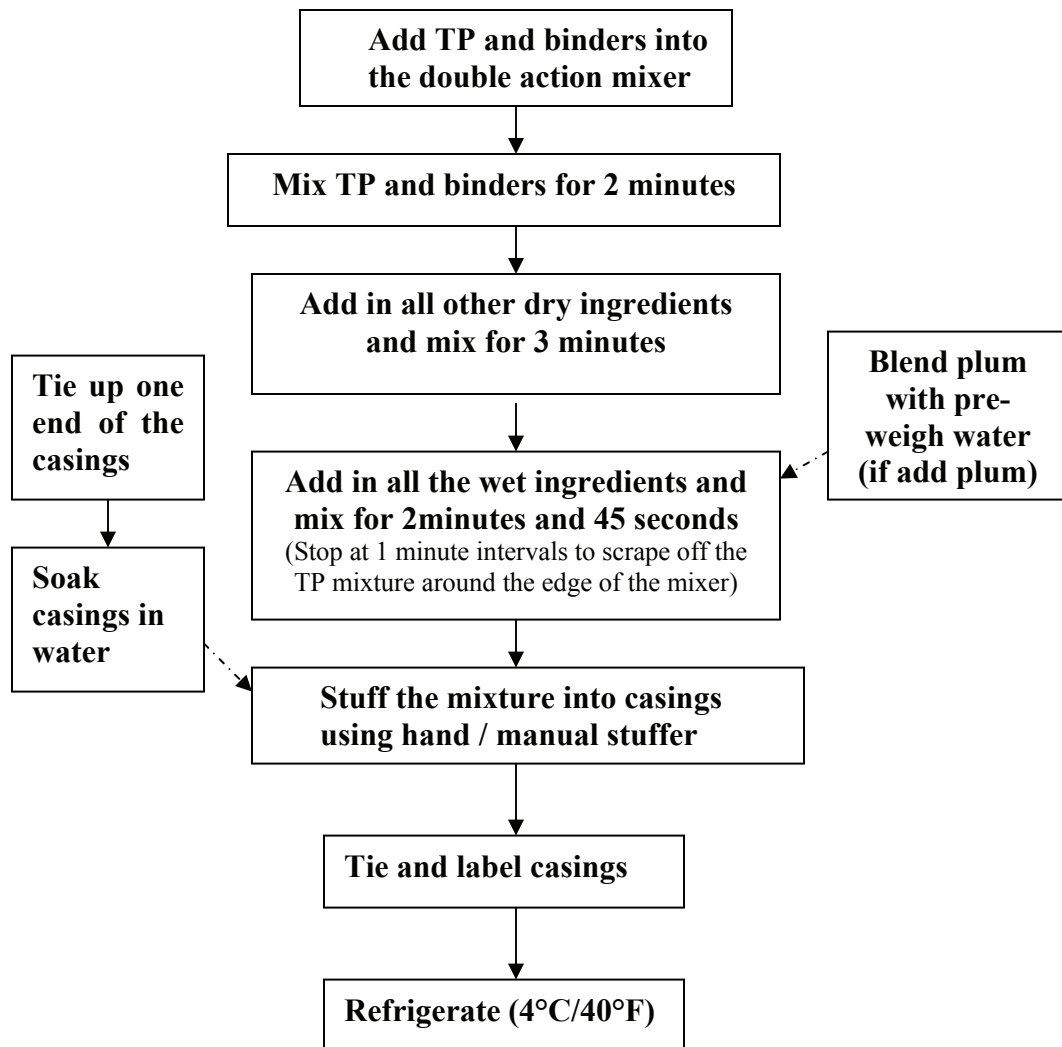 Add TP and binders into
the double action mixer
Mix TP and binders for 2 minutes
Add in all other dry ingredients
and mix for 3 minutes
Tie up one
end of the
casings
Blend plum
with pre-
weigh water
(if add plum)
Add in all the wet ingredients and
mix for 2minutes and 45 seconds
(Stop at 1 minute intervals to scrape off the
TP mixture around the edge of the mixer)
Soak
casings in
water
Stuff the mixture into casings
using hand / manual stuffer
Tie and label casings
Refrigerate (4°C/40°F)